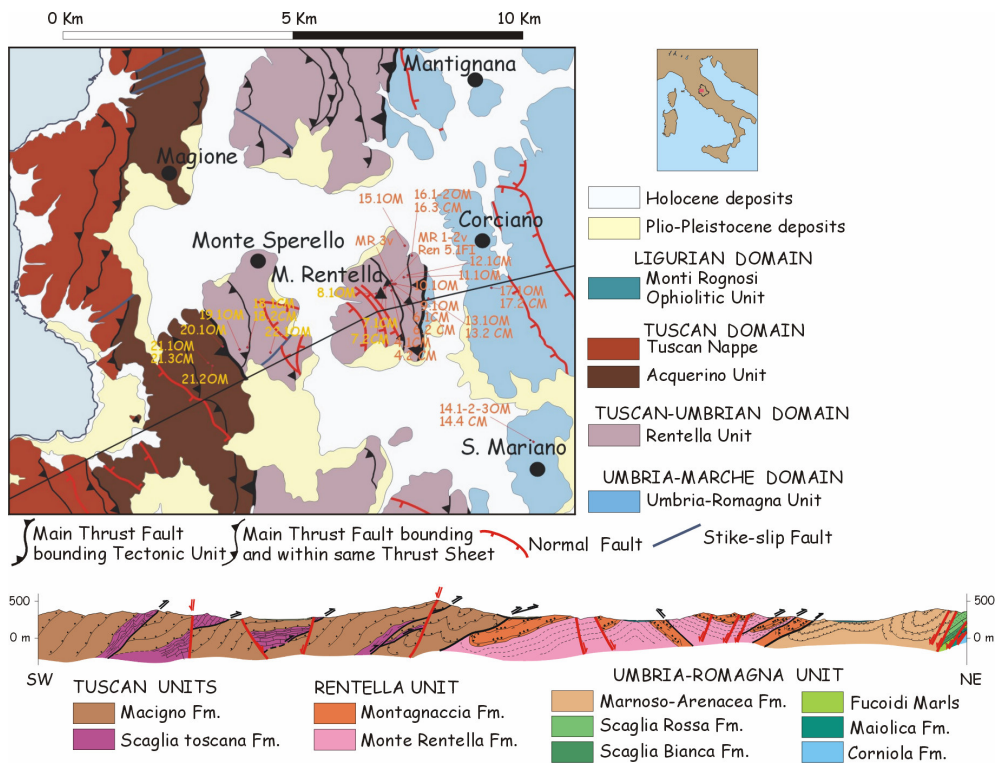 0 Km
5 Km
10 Km
Mantignana
Magione
15.1OM
16.1-2OM
16.3 CM
Corciano
Monte Sperello
MR 3v
MR 1-2v
Ren 5.1FI
M. Rentella
12.1CM
11.1OM
10.1OM
8.1OM
17.1OM
17.2 CM
19.1OM
20.1OM
13.1OM
13.2 CM
21.1OM
21.3CM
21.2OM
14.1-2-3OM
14.4 CM
S. Mariano
Holocene deposits
Plio-Pleistocene deposits
LIGURIAN DOMAIN
Monti Rognosi
Ophiolitic Unit
TUSCAN DOMAIN
Tuscan Nappe
Acquerino Unit
TUSCAN-UMBRIAN DOMAIN
Rentella Unit
UMBRIA-MARCHE DOMAIN
Umbria-Romagna Unit
Main Thrust Fault
bounding Tectonic Unit
Main Thrust Fault bounding
and within same Thrust Sheet
Normal Fault
Stike-slip Fault
500
0 m
500
0 m
SW
NE
TUSCAN UNITS
Macigno Fm.
Scaglia toscana Fm.
RENTELLA UNIT
Montagnaccia Fm.
Monte Rentella Fm.
UMBRIA-ROMAGNA UNIT
Marnoso-Arenacea Fm.
Scaglia Rossa Fm.
Scaglia Bianca Fm.
Fucoidi Marls
Maiolica Fm.
Corniola Fm.